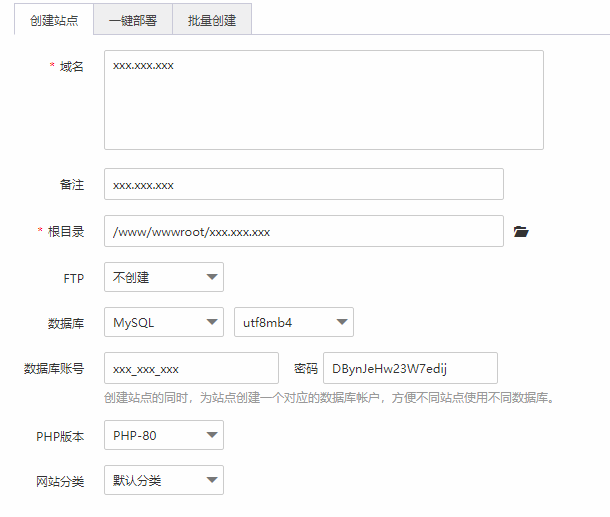 创建站点 一键部署 批量创建
* 域名 xxx.xxx.xxx
备注 xxx.xxx.xxx
* 根目录 /www/wwwroot/xxx.xxx.xxx
FTP 不创建
数据库 MySQL utf8mb4
数据库账号 xxx_xxx_xxx 密码 DBynJeHw23W7edij
创建站点的同时，为站点创建一个对应的数据库帐户，方便不同站点使用不同数据库。
PHP版本 PHP-80
网站分类 默认分类